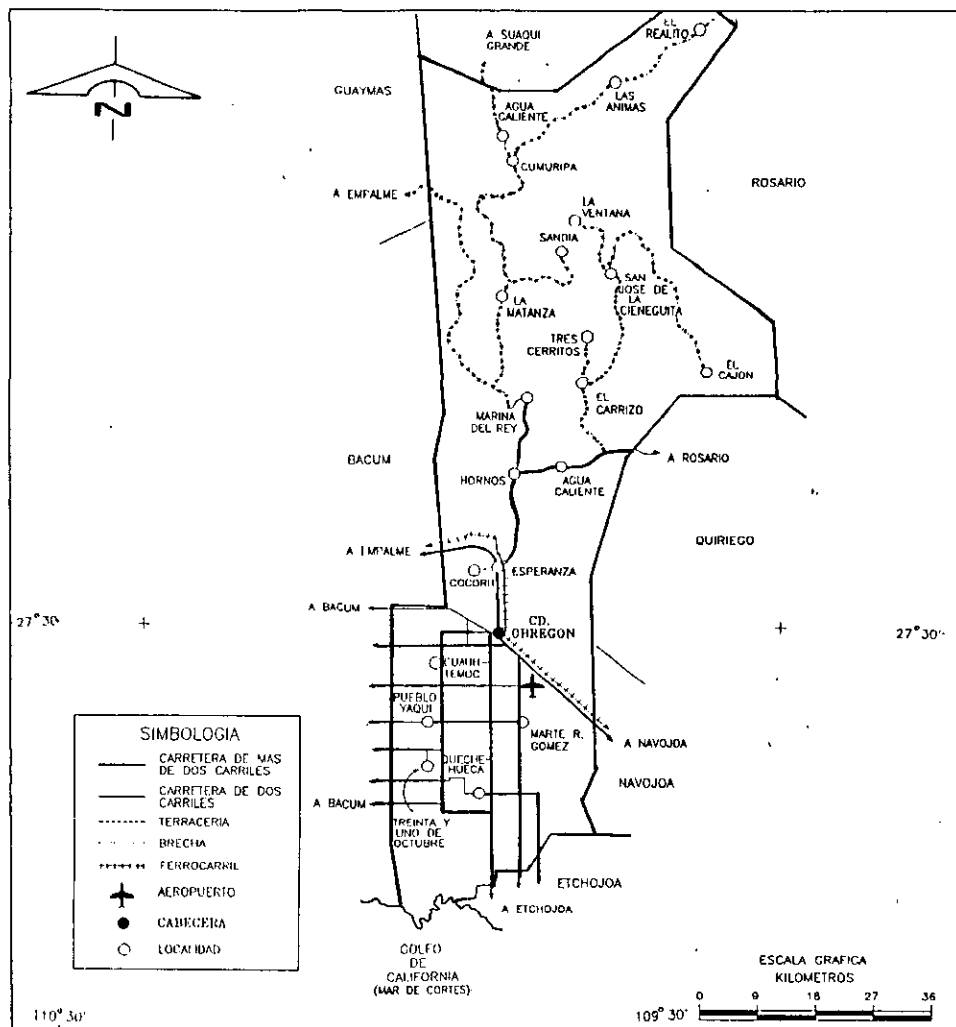 EL
REALITO
A SUAQUI
GRANDE
GUAYMAS
AGUA
CALIENTE
LAS
ANIMAS
N
CUMURIPA
ROSARIO
A EMPALME
LA
VENTANA
SANDIA
SAN
JOSE DE
LA
CIENEGUITA
LA
MATANZA
TRES
CERRITOS
EL
CAJON
EL
CARRIZO
MARINA
DEL REY
BACUM
A ROSARIO
HORNOS
AGUA
CALIENTE
QUIRIEGO
A EMPALME
ESPERANZA
COCORIT
A BACUM
27°30'
CD.
OBREGON
27°30'
CUAUH-
TEMOC
PUEBLO
YAQUI
MARTE R.
GOMEZ
A NAVOJOA
QUECHE-
HUECA
NAVOJOA
A BACUM
TREINTA Y
UNO DE
OCTUBRE
ETCHOJOA
A ETCHOJOA
SIMBOLOGIA
CARRETERA DE MAS
DE DOS CARRILES
CARRETERA DE DOS
CARRILES
TERRACERIA
BRECHA
FERROCARRIL
AEROPUERTO
CABECERA
LOCALIDAD
GOLFO
DE
CALIFORNIA
(MAR DE CORTES)
ESCALA GRAFICA
KILOMETROS
0 9 18 27 36
110°30'
109°30'